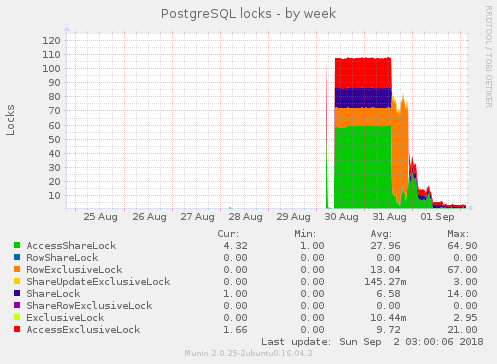 PostgreSQL locks - by week
RRDTOOL / TOBI OETIKER
Locks
120
110
100
90
80
70
60
50
40
30
20
10
25 Aug 26 Aug 27 Aug 28 Aug 29 Aug 30 Aug 31 Aug 01 Sep
Cur: Min: Avg: Max:
AccessShareLock 4.32 1.00 27.96 64.90
RowShareLock 0.00 0.00 0.00 0.00
RowExclusiveLock 0.00 0.00 13.04 67.00
ShareUpdateExclusiveLock 0.00 0.00 145.27m 3.00
ShareLock 1.00 0.00 6.58 14.00
ShareRowExclusiveLock 0.00 0.00 0.00 0.00
ExclusiveLock 0.00 0.00 10.44m 2.95
AccessExclusiveLock 1.66 0.00 9.72 21.00
Last update: Sun Sep 2 03:00:06 2018
Munin 2.0.25-2ubuntu0.16.04.3